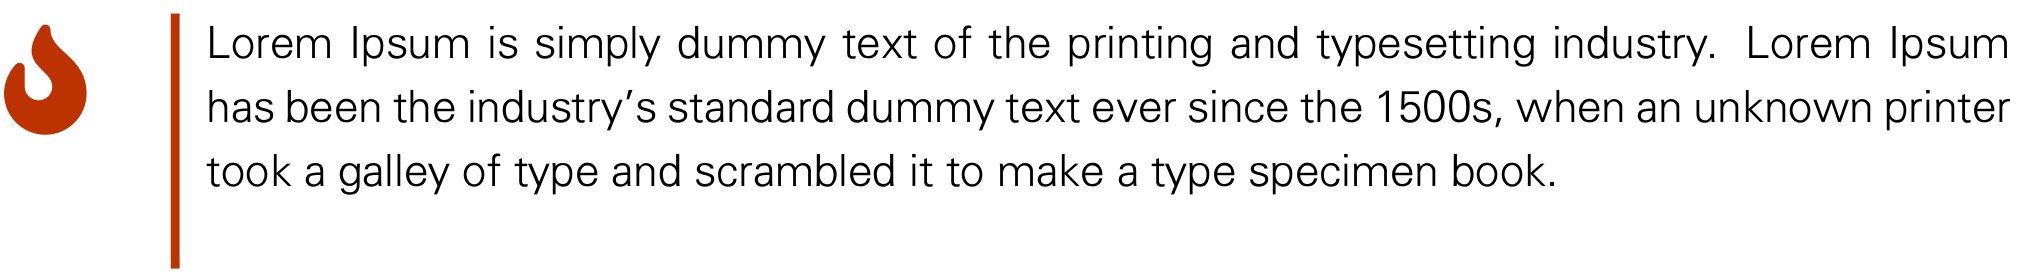 Lorem Ipsum is simply dummy text of the printing and typesetting industry. Lorem Ipsum
has been the industry’s standard dummy text ever since the 1500s, when an unknown printer
took a galley of type and scrambled it to make a type specimen book.